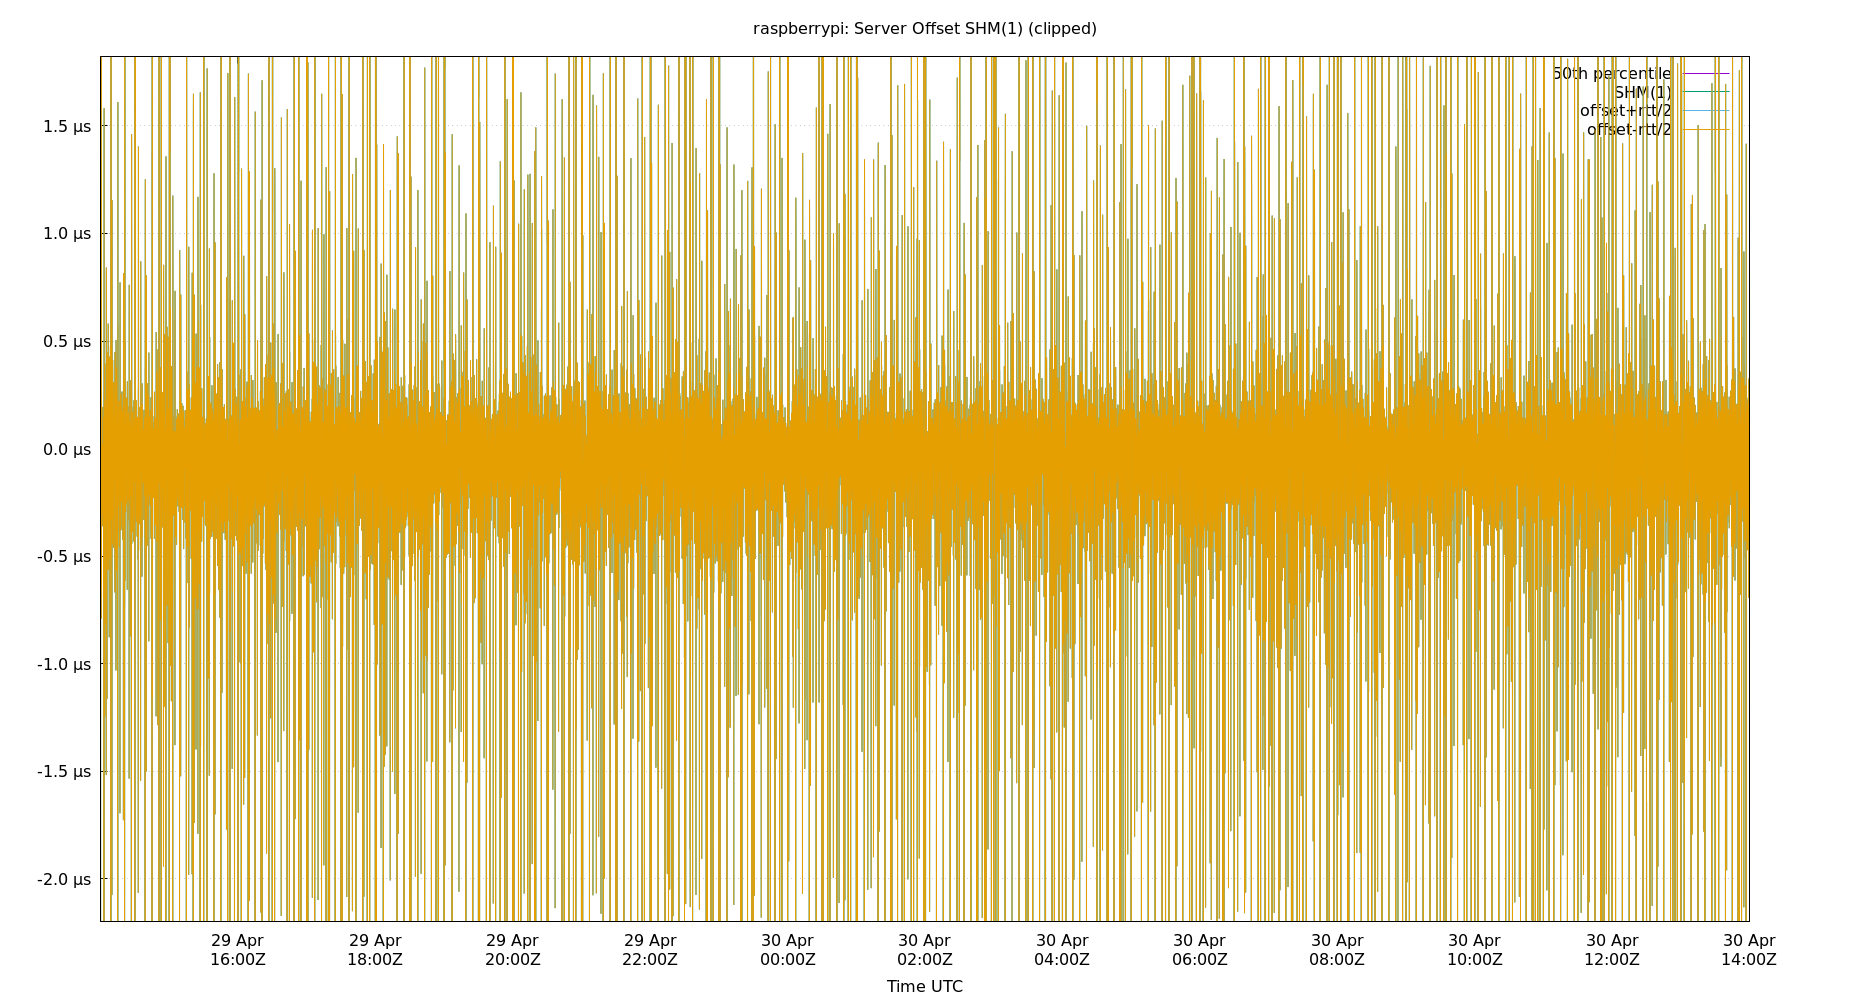 raspberrypi: Server Offset SHM(1) (clipped)
50th percentile
SHM(1)
offset+rtt/2
offset-rtt/2
1.5 µs
1.0 µs
0.5 µs
0.0 µs
-0.5 µs
-1.0 µs
-1.5 µs
-2.0 µs
29 Apr 29 Apr 29 Apr 29 Apr 30 Apr 30 Apr 30 Apr 30 Apr 30 Apr 30 Apr 30 Apr 30 Apr
16:00Z 18:00Z 20:00Z 22:00Z 00:00Z 02:00Z 04:00Z 06:00Z 08:00Z 10:00Z 12:00Z 14:00Z
Time UTC